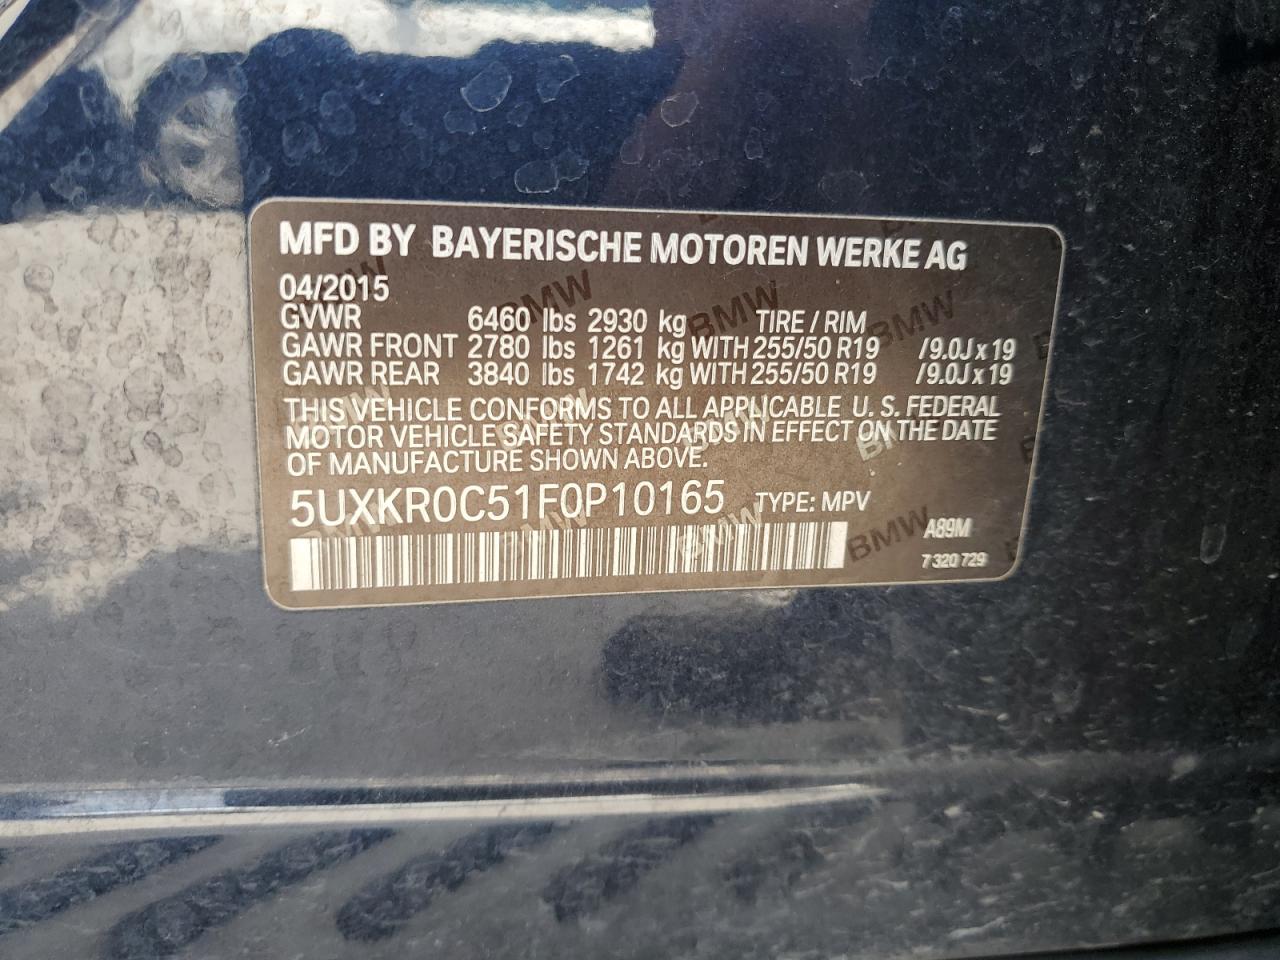 MFD BY BAYERISCHE MOTOREN WERKE AG
04/2015
GVWR 6460 lbs 2930 kg TIRE / RIM
GAWR FRONT 2780 lbs 1261 kg WITH 255/50 R19 /9.0J x 19
GAWR REAR 3840 lbs 1742 kg WITH 255/50 R19 /9.0J x 19
THIS VEHICLE CONFORMS TO ALL APPLICABLE U. S. FEDERAL
MOTOR VEHICLE SAFETY STANDARDS IN EFFECT ON THE DATE
OF MANUFACTURE SHOWN ABOVE.
5UXKR0C51F0P10165 TYPE: MPV
A89M
7 320 729